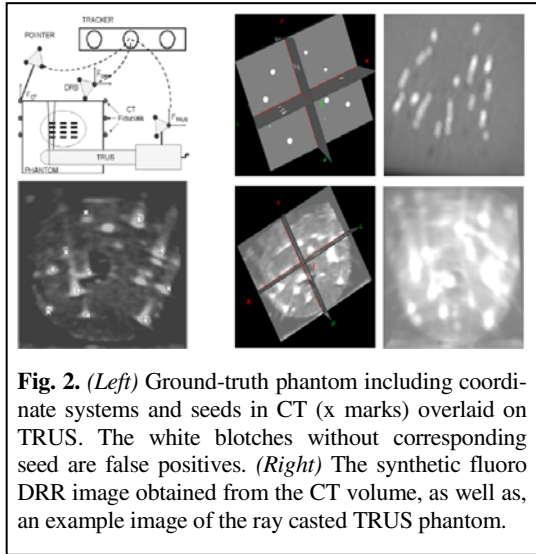 TRACKER
POINTER
DRB
F CT
CT
Fiducials
F TRUS
TRUS
PHANTOM
Fig. 2. (Left) Ground-truth phantom including coordi-
nate systems and seeds in CT (x marks) overlaid on
TRUS. The white blotches without corresponding
seed are false positives. (Right) The synthetic fluoro
DRR image obtained from the CT volume, as well as,
an example image of the ray casted TRUS phantom.